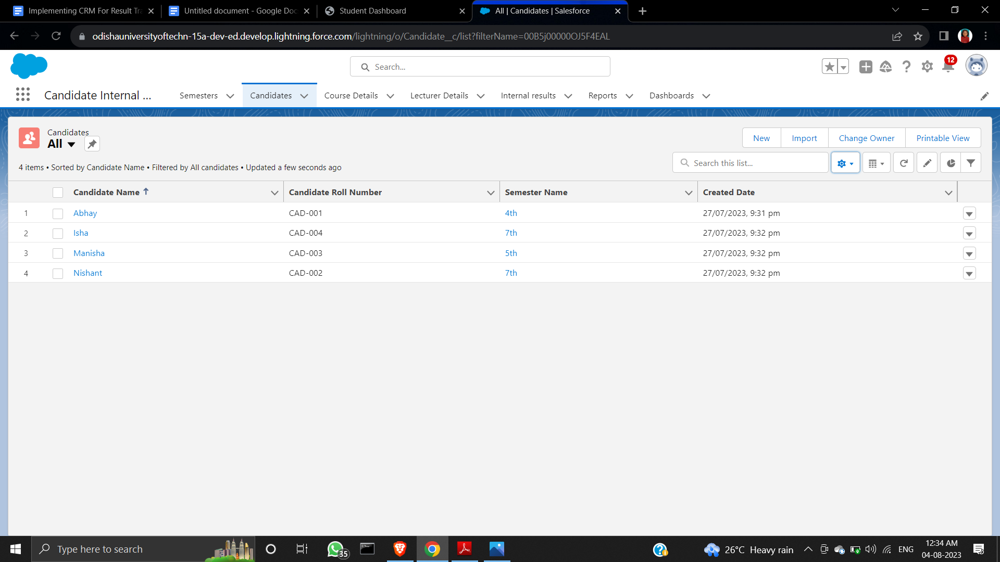 Implementing CRM For Result Tra
Untitled document - Google Doc
Student Dashboard
All | Candidates | Salesforce
odishauniversityoftechn-15a-dev-ed.develop.lightning.force.com/lightning/o/Candidate__c/list?filterName=00B5j00000OJ5F4EAL
Search...
12
Candidate Internal ...
Semesters
Candidates
Course Details
Lecturer Details
Internal results
Reports
Dashboards
Candidates
All
New
Import
Change Owner
Printable View
4 items • Sorted by Candidate Name • Filtered by All candidates • Updated a few seconds ago
Search this list...
Candidate Name Candidate Roll Number Semester Name Created Date
1 Abhay CAD-001 4th 27/07/2023, 9:31 pm
2 Isha CAD-004 7th 27/07/2023, 9:32 pm
3 Manisha CAD-003 5th 27/07/2023, 9:32 pm
4 Nishant CAD-002 7th 27/07/2023, 9:32 pm
Type here to search
35
26°C Heavy rain
ENG
12:34 AM
04-08-2023